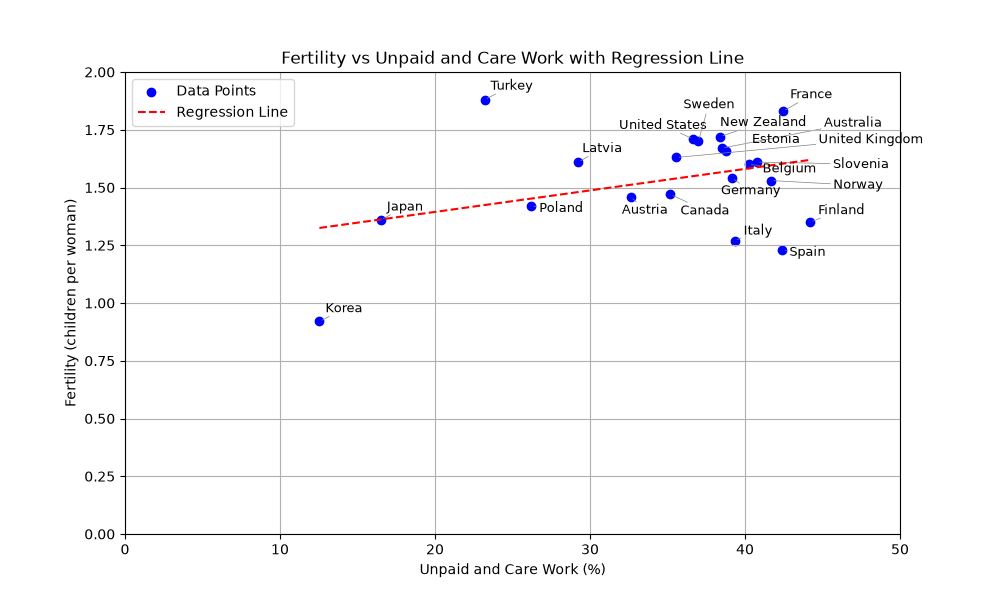 Fertility vs Unpaid and Care Work with Regression Line
2.00
Data Points
Regression Line
Turkey
France
Sweden
United States
New Zealand
Australia
1.75
Estonia
United Kingdom
Latvia
Slovenia
Belgium
Norway
1.50
Germany
Japan
Poland
Austria
Canada
Finland
Italy
1.25
Spain
Korea
1.00
0.75
0.50
0.25
0.00
0
10
20
30
40
50
Fertility (children per woman)
Unpaid and Care Work (%)